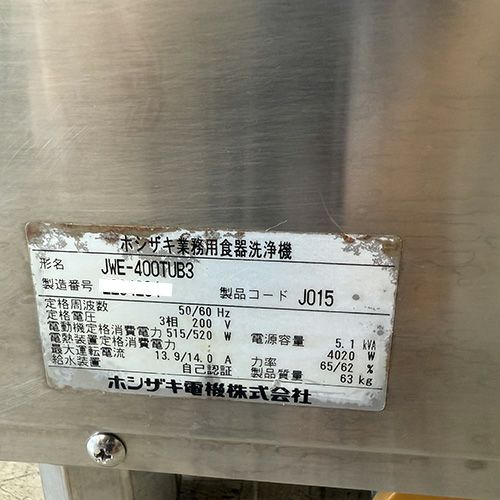 ホシザキ業務用食器洗浄機
形名 JWE-400TUB3
製造番号 製品コード J015
定格周波数 50/60 Hz
定格電圧 3相 200 V
電動機定格消費電力 515/520 W 電源容量 5.1 kVA
電熱装置定格消費電力 4020 W
最大運転電流 13.9/14.0 A 力率 65/62 %
給水装置 自己認証 製品質量 63 kg
ホシザキ電機株式会社